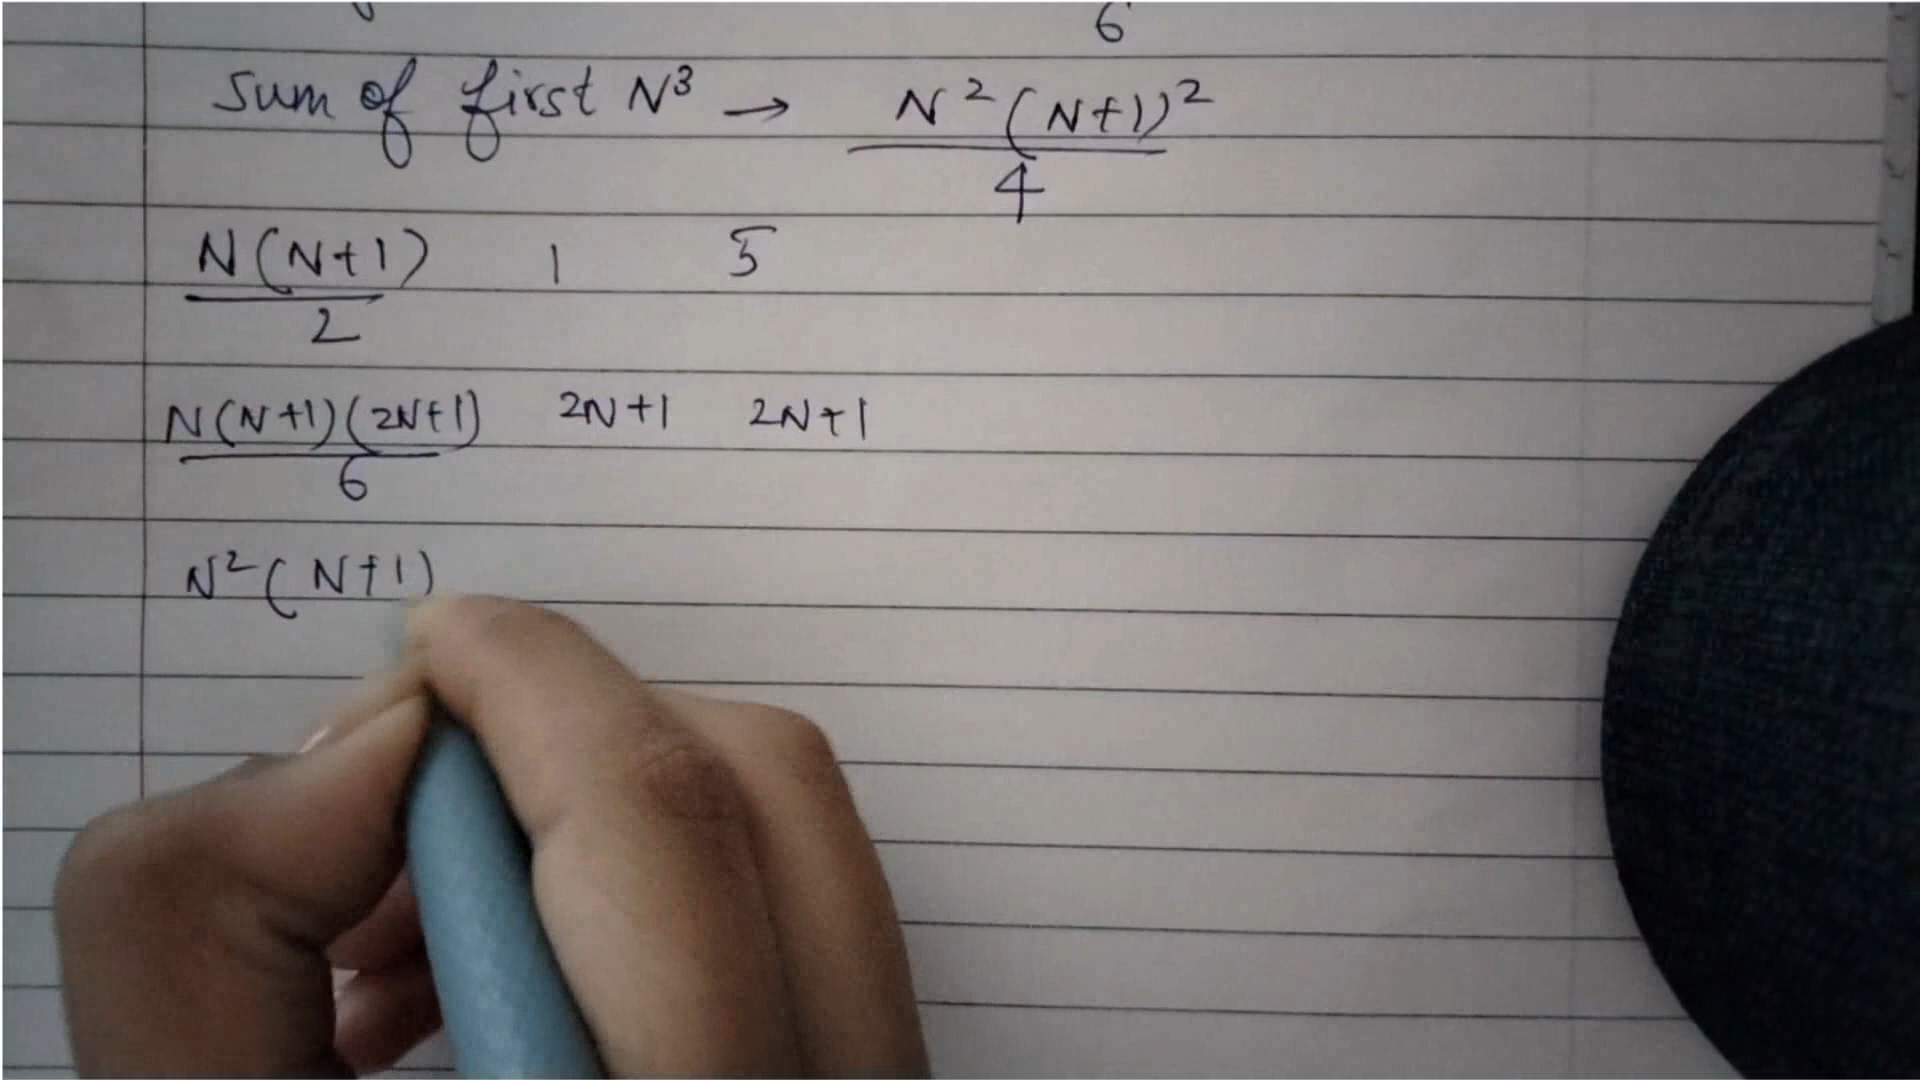 6
Sum of first N³ → N²(N+1)²
4
N(N+1) 1 5
2
N(N+1)(2N+1) 2N+1 2N+1
6
N²(N+1)